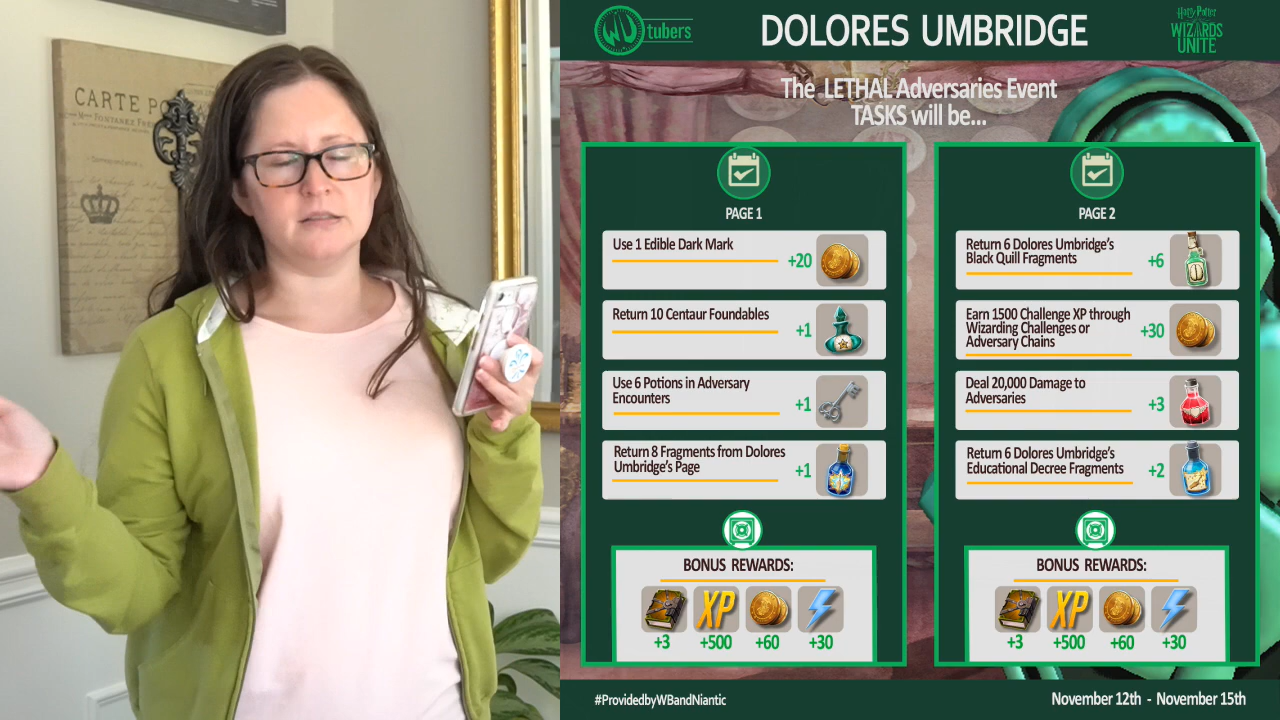 CARTE PO
WU tubers
DOLORES UMBRIDGE
Harry Potter
WIZARDS
UNITE
The LETHAL Adversaries Event
TASKS will be...
PAGE 1
Use 1 Edible Dark Mark
+20
Return 10 Centaur Foundables
+1
Use 6 Potions in Adversary
Encounters
+1
Return 8 Fragments from Dolores
Umbridge's Page
+1
BONUS REWARDS:
XP
+3 +500 +60 +30
PAGE 2
Return 6 Dolores Umbridge's
Black Quill Fragments
+6
Earn 1500 Challenge XP through
Wizarding Challenges or
Adversary Chains
+30
Deal 20,000 Damage to
Adversaries
+3
Return 6 Dolores Umbridge's
Educational Decree Fragments
+2
BONUS REWARDS:
XP
+3 +500 +60 +30
#ProvidedbyWBandNiantic
November 12th - November 15th